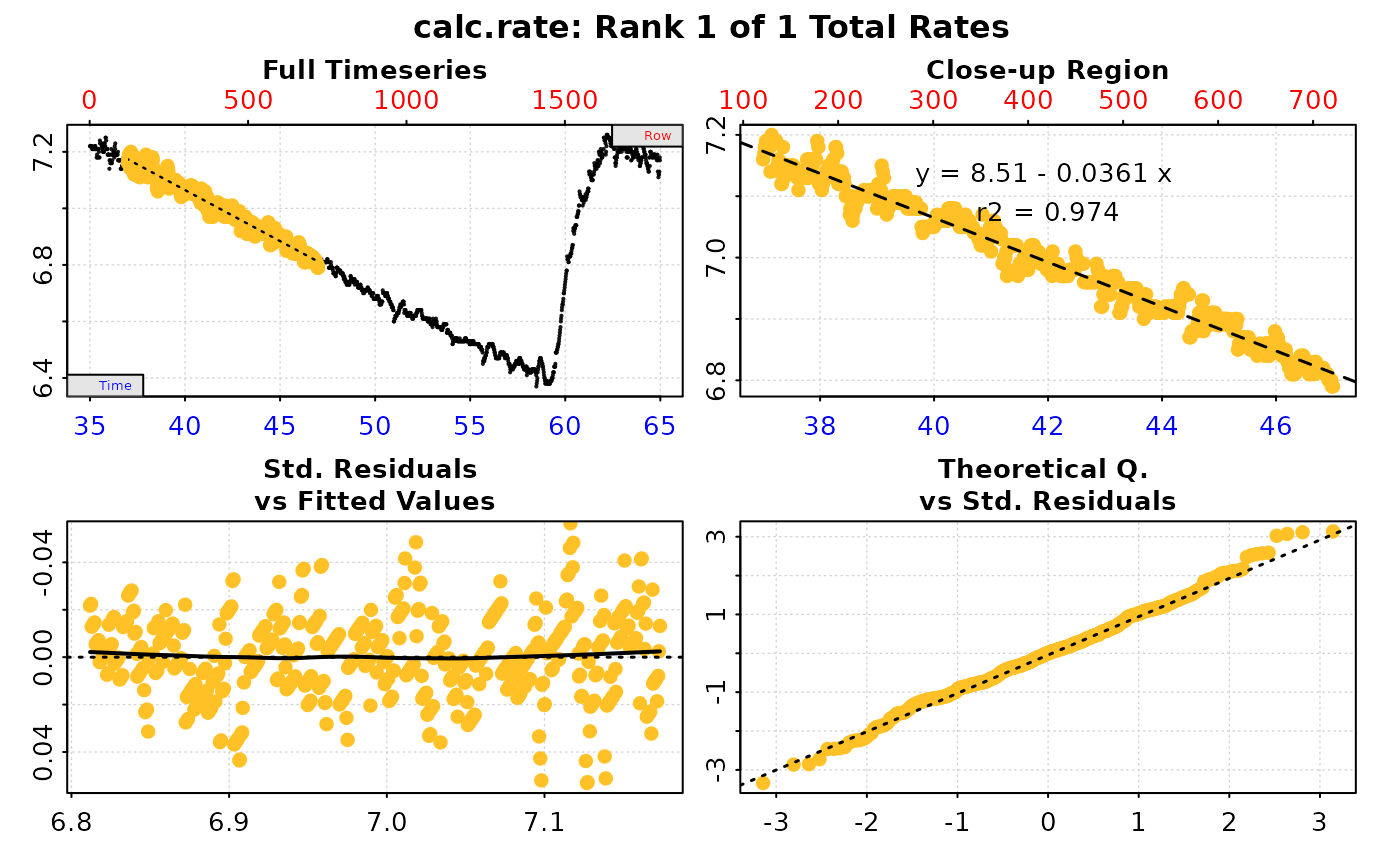 calc.rate: Rank 1 of 1 Total Rates
Full Timeseries
0 500 1000 1500
Row
7.2
6.8
6.4
Time
35 40 45 50 55 60 65
Close-up Region
100 200 300 400 500 600 700
y = 8.51 - 0.0361 x
r2 = 0.974
7.2
7.0
6.8
38 40 42 44 46
Std. Residuals
vs Fitted Values
-0.04
0.00
0.04
6.8 6.9 7.0 7.1
Theoretical Q.
vs Std. Residuals
3
1
-1
-3
-3 -2 -1 0 1 2 3